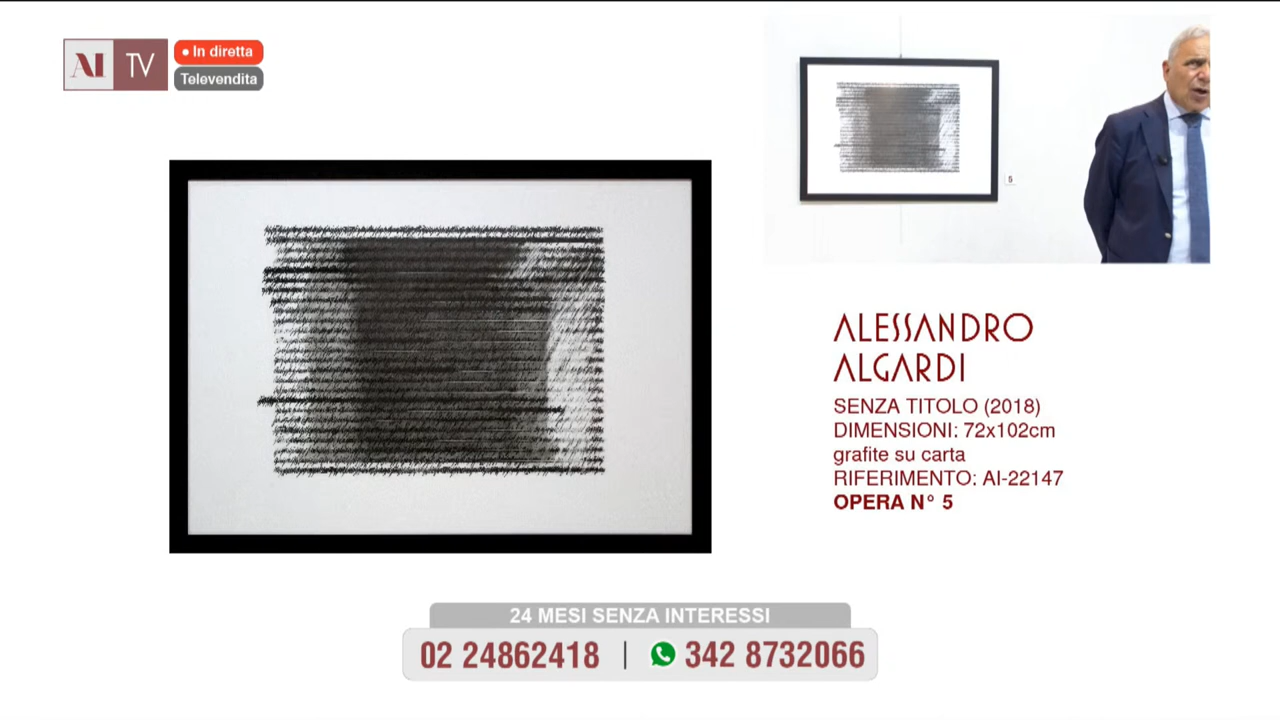 AI TV
• In diretta
Televendita
5
ALESSANDRO
ALGARDI
SENZA TITOLO (2018)
DIMENSIONI: 72x102cm
grafite su carta
RIFERIMENTO: AI-22147
OPERA N° 5
24 MESI SENZA INTERESSI
02 24862418 | 342 8732066